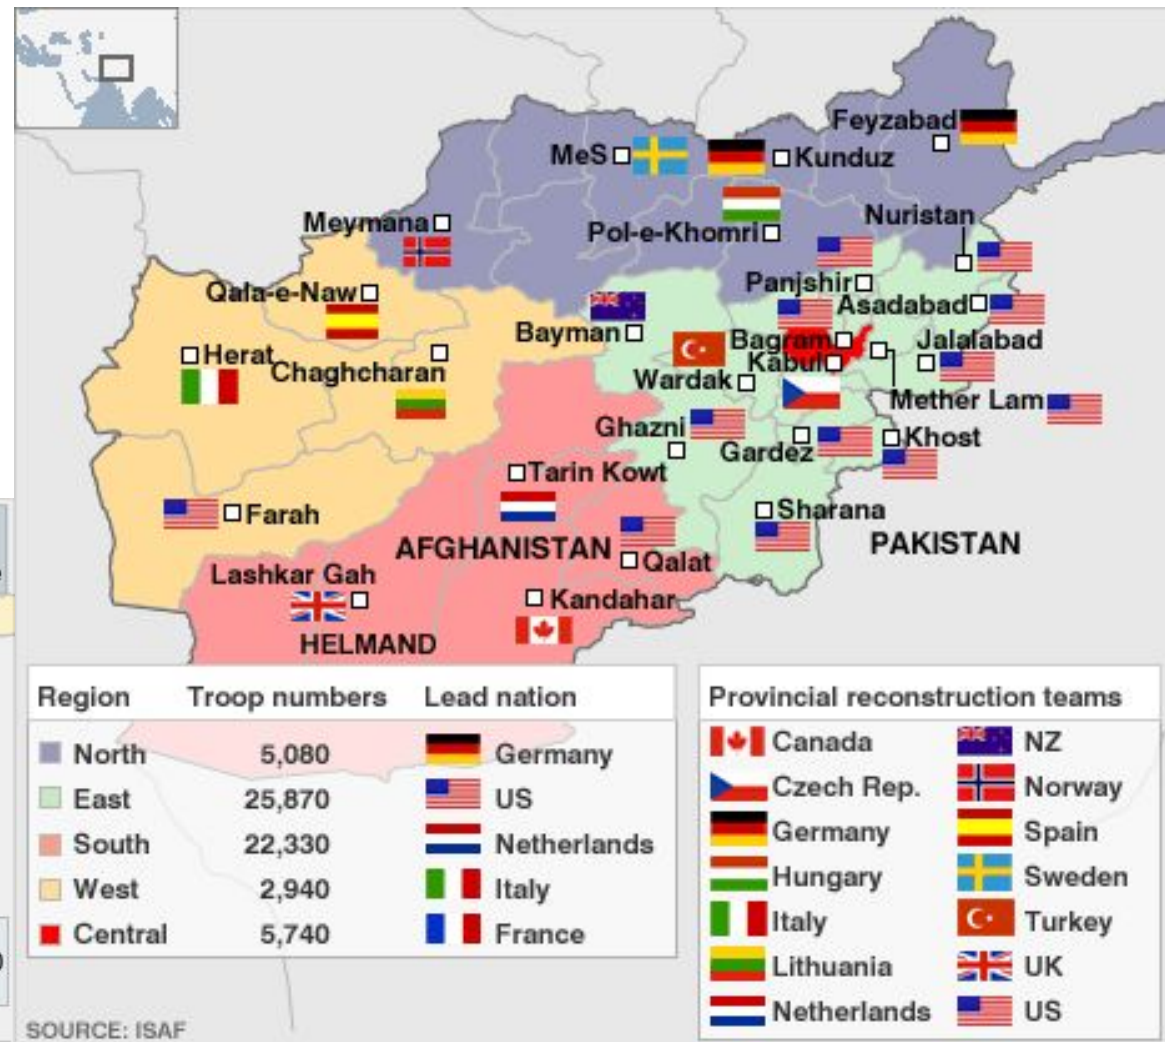 Feyzabad
MeS
Kunduz
Nuristan
Meymana
Pol-e-Khomri
Panjshir
Qala-e-Naw
Asadabad
Bayman
Bagram
Jalalabad
Herat
Kabul
Chaghcharan
Wardak
Mether Lam
Ghazni
Khost
Gardez
Tarin Kowt
Farah
Sharana
AFGHANISTAN
PAKISTAN
Qalat
Lashkar Gah
Kandahar
HELMAND
Region Troop numbers Lead nation
North 5,080 Germany
East 25,870 US
South 22,330 Netherlands
West 2,940 Italy
Central 5,740 France
Provincial reconstruction teams
Canada NZ
Czech Rep. Norway
Germany Spain
Hungary Sweden
Italy Turkey
Lithuania UK
Netherlands US
SOURCE: ISAF